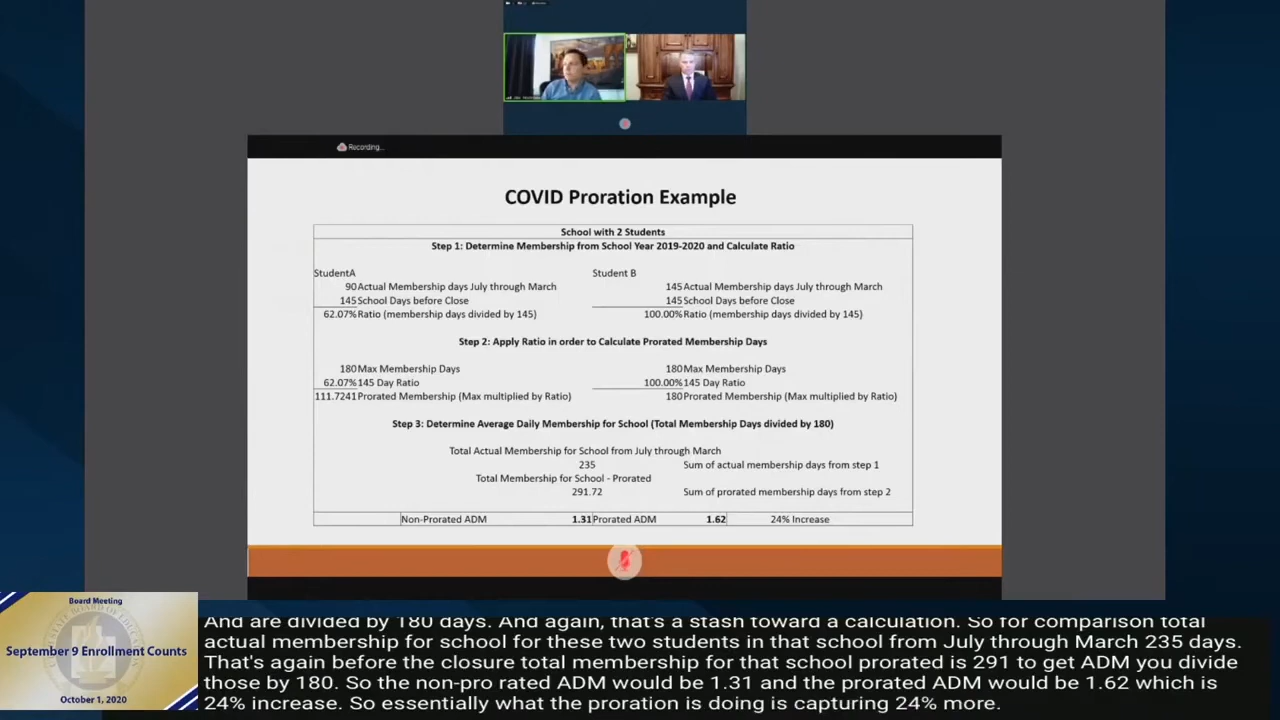 Recording...
COVID Proration Example
School with 2 Students
Step 1: Determine Membership from School Year 2019-2020 and Calculate Ratio
StudentA Student B
90 Actual Membership days July through March 145 Actual Membership days July through March
145 School Days before Close 145 School Days before Close
62.07% Ratio (membership days divided by 145) 100.00% Ratio (membership days divided by 145)
Step 2: Apply Ratio in order to Calculate Prorated Membership Days
180 Max Membership Days 180 Max Membership Days
62.07% 145 Day Ratio 100.00% 145 Day Ratio
111.7241 Prorated Membership (Max multiplied by Ratio) 180 Prorated Membership (Max multiplied by Ratio)
Step 3: Determine Average Daily Membership for School (Total Membership Days divided by 180)
Total Actual Membership for School from July through March
235 Sum of actual membership days from step 1
Total Membership for School - Prorated
291.72 Sum of prorated membership days from step 2
Non-Prorated ADM 1.31 Prorated ADM 1.62 24% Increase
Board Meeting
September 9 Enrollment Counts
October 1, 2020
And are divided by 180 days. And again, that's a stash toward a calculation. So for comparison total
actual membership for school for these two students in that school from July through March 235 days.
That's again before the closure total membership for that school prorated is 291 to get ADM you divide
those by 180. So the non-pro rated ADM would be 1.31 and the prorated ADM would be 1.62 which is
24% increase. So essentially what the proration is doing is capturing 24% more.